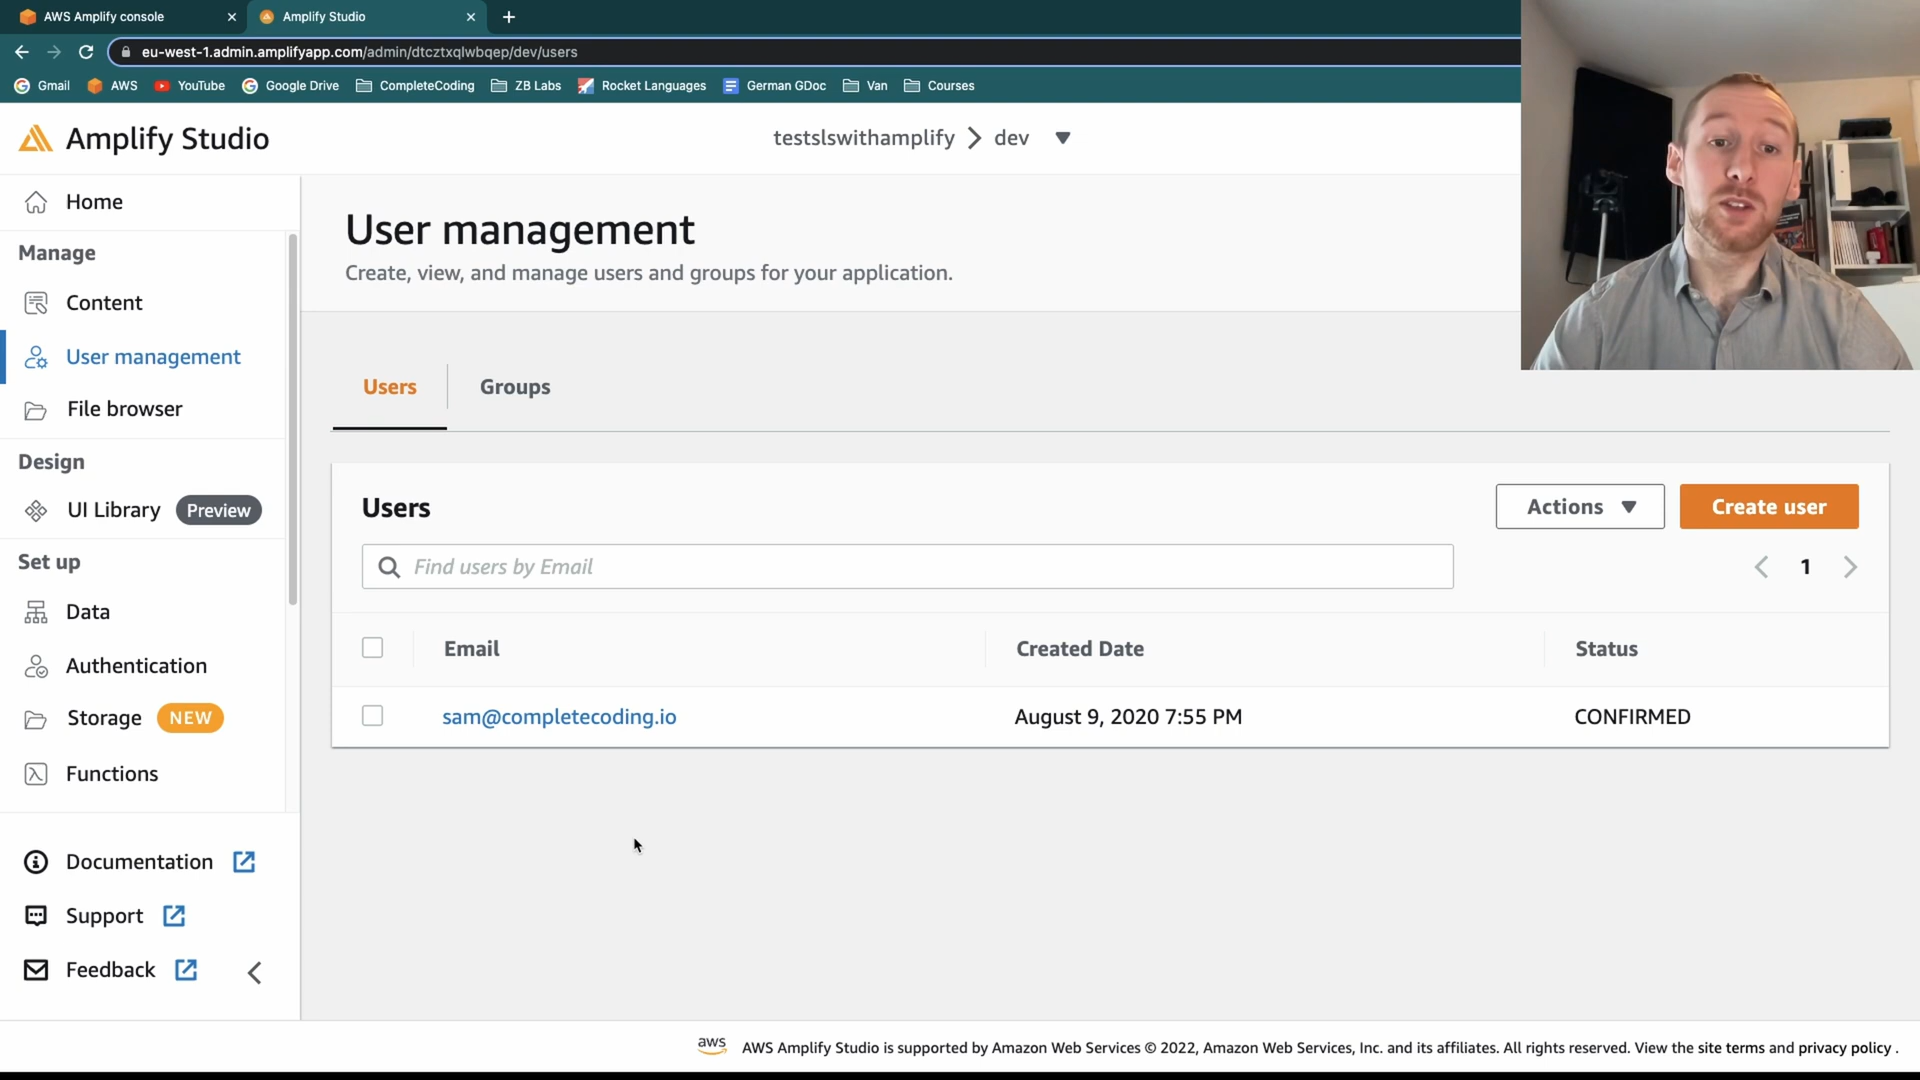 AWS Amplify console
Amplify Studio
eu-west-1.admin.amplifyapp.com/admin/dtcztxqlwbqep/dev/users
Gmail AWS YouTube Google Drive CompleteCoding ZB Labs Rocket Languages German GDoc Van Courses
Amplify Studio
testslswithamplify dev
Home
Manage
Content
User management
File browser
Design
UI Library Preview
Set up
Data
Authentication
Storage NEW
Functions
Documentation
Support
Feedback
User management
Create, view, and manage users and groups for your application.
Users Groups
Users
Actions Create user
Find users by Email
1
Email Created Date Status
sam@completecoding.io August 9, 2020 7:55 PM CONFIRMED
aws AWS Amplify Studio is supported by Amazon Web Services © 2022, Amazon Web Services, Inc. and its affiliates. All rights reserved. View the site terms and privacy policy .